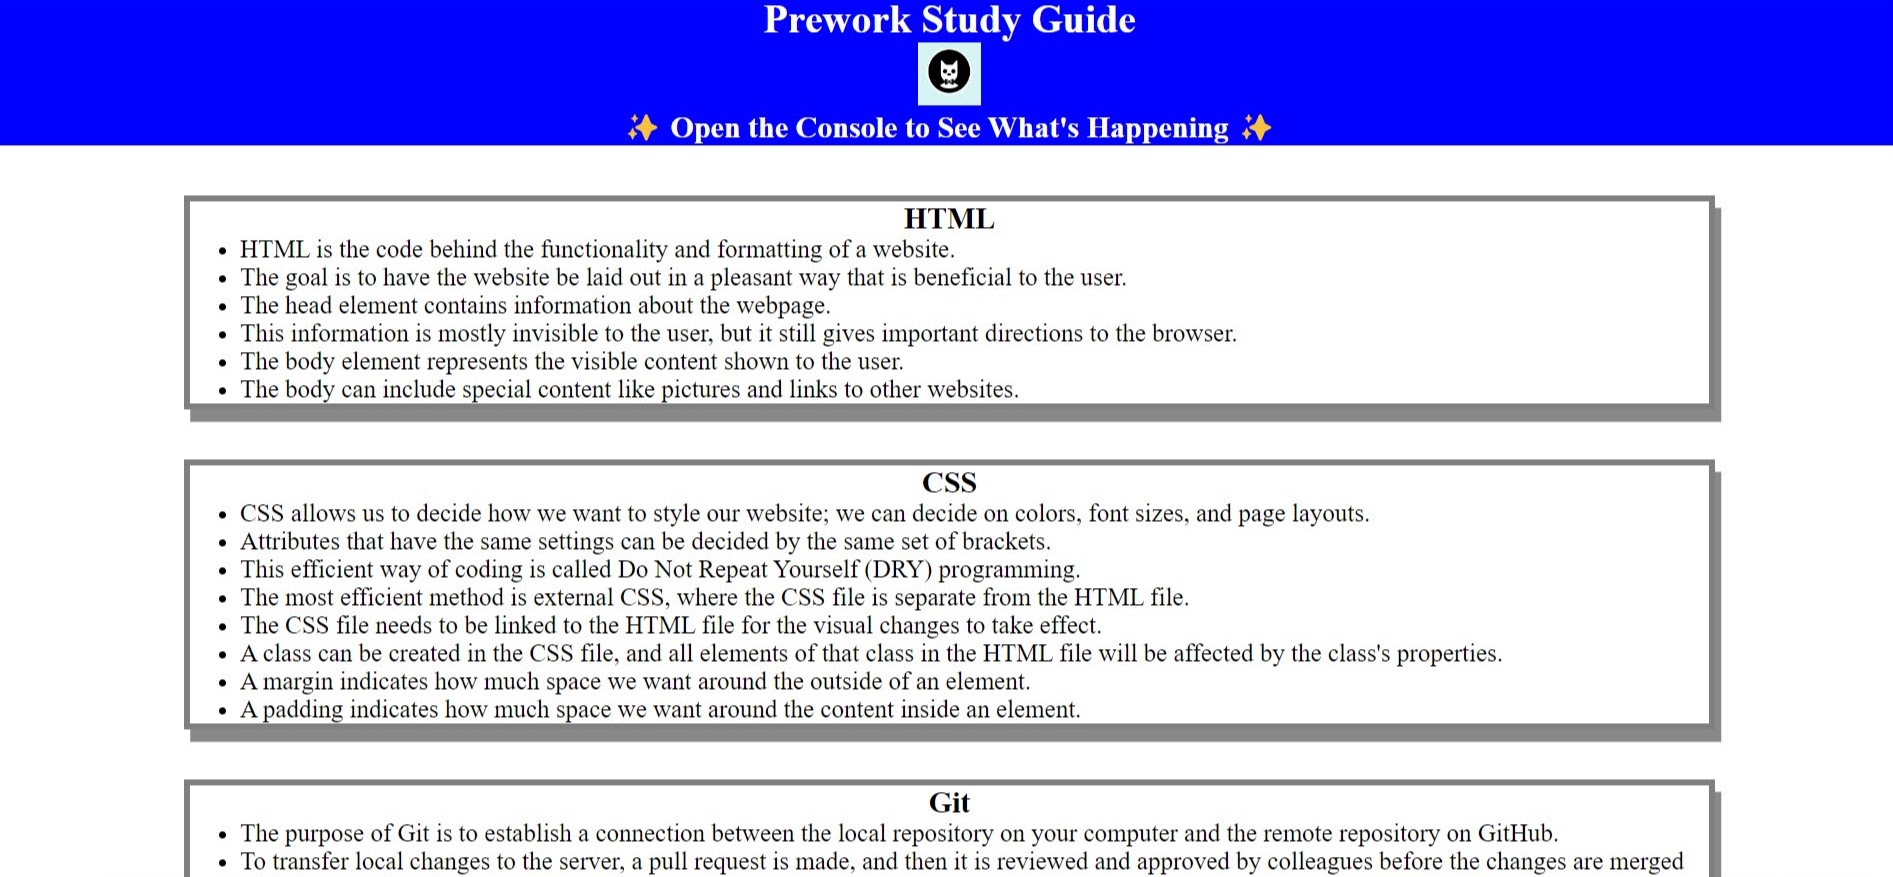 Prework Study Guide
✨ Open the Console to See What's Happening ✨
HTML
• HTML is the code behind the functionality and formatting of a website.
• The goal is to have the website be laid out in a pleasant way that is beneficial to the user.
• The head element contains information about the webpage.
• This information is mostly invisible to the user, but it still gives important directions to the browser.
• The body element represents the visible content shown to the user.
• The body can include special content like pictures and links to other websites.
CSS
• CSS allows us to decide how we want to style our website; we can decide on colors, font sizes, and page layouts.
• Attributes that have the same settings can be decided by the same set of brackets.
• This efficient way of coding is called Do Not Repeat Yourself (DRY) programming.
• The most efficient method is external CSS, where the CSS file is separate from the HTML file.
• The CSS file needs to be linked to the HTML file for the visual changes to take effect.
• A class can be created in the CSS file, and all elements of that class in the HTML file will be affected by the class's properties.
• A margin indicates how much space we want around the outside of an element.
• A padding indicates how much space we want around the content inside an element.
Git
• The purpose of Git is to establish a connection between the local repository on your computer and the remote repository on GitHub.
• To transfer local changes to the server, a pull request is made, and then it is reviewed and approved by colleagues before the changes are merged